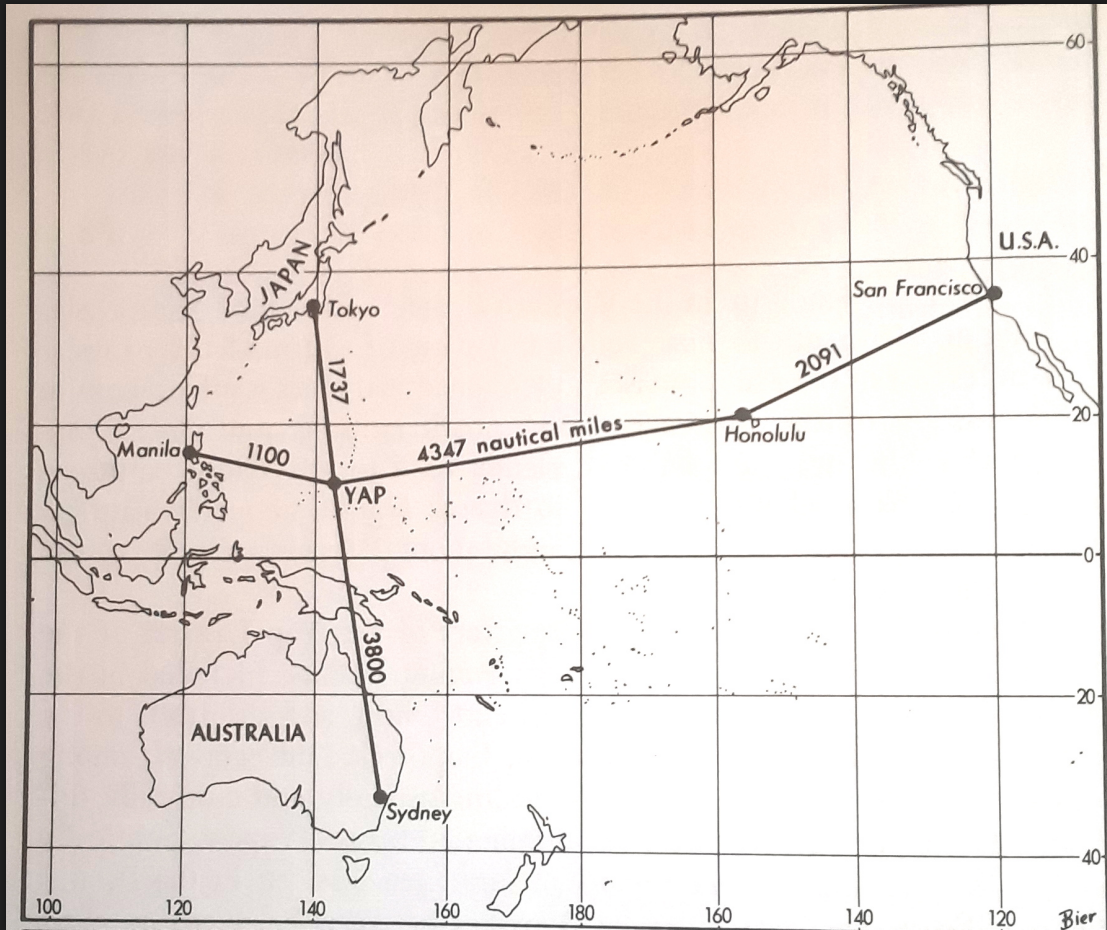 60
U.S.A.
40
JAPAN
San Francisco
Tokyo
2091
1737
20
4347 nautical miles
Honolulu
Manila
1100
YAP
0
3800
20
AUSTRALIA
Sydney
40
100 120 140 160 180 160 140 120
Bier